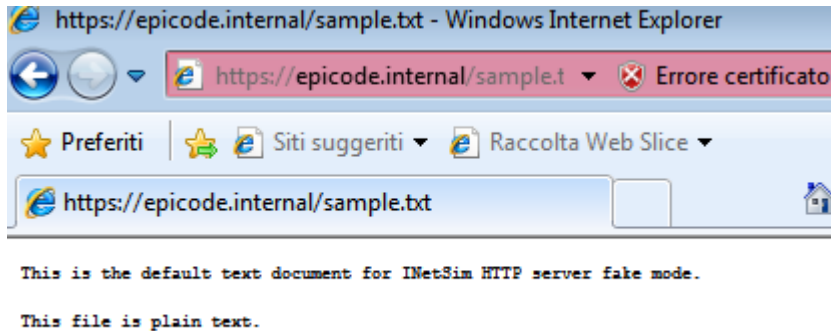 https://epicode.internal/sample.txt - Windows Internet Explorer
https://epicode.internal/sample.t Errore certificato
Preferiti Siti suggeriti Raccolta Web Slice
https://epicode.internal/sample.txt
This is the default text document for INetSim HTTP server fake mode.
This file is plain text.